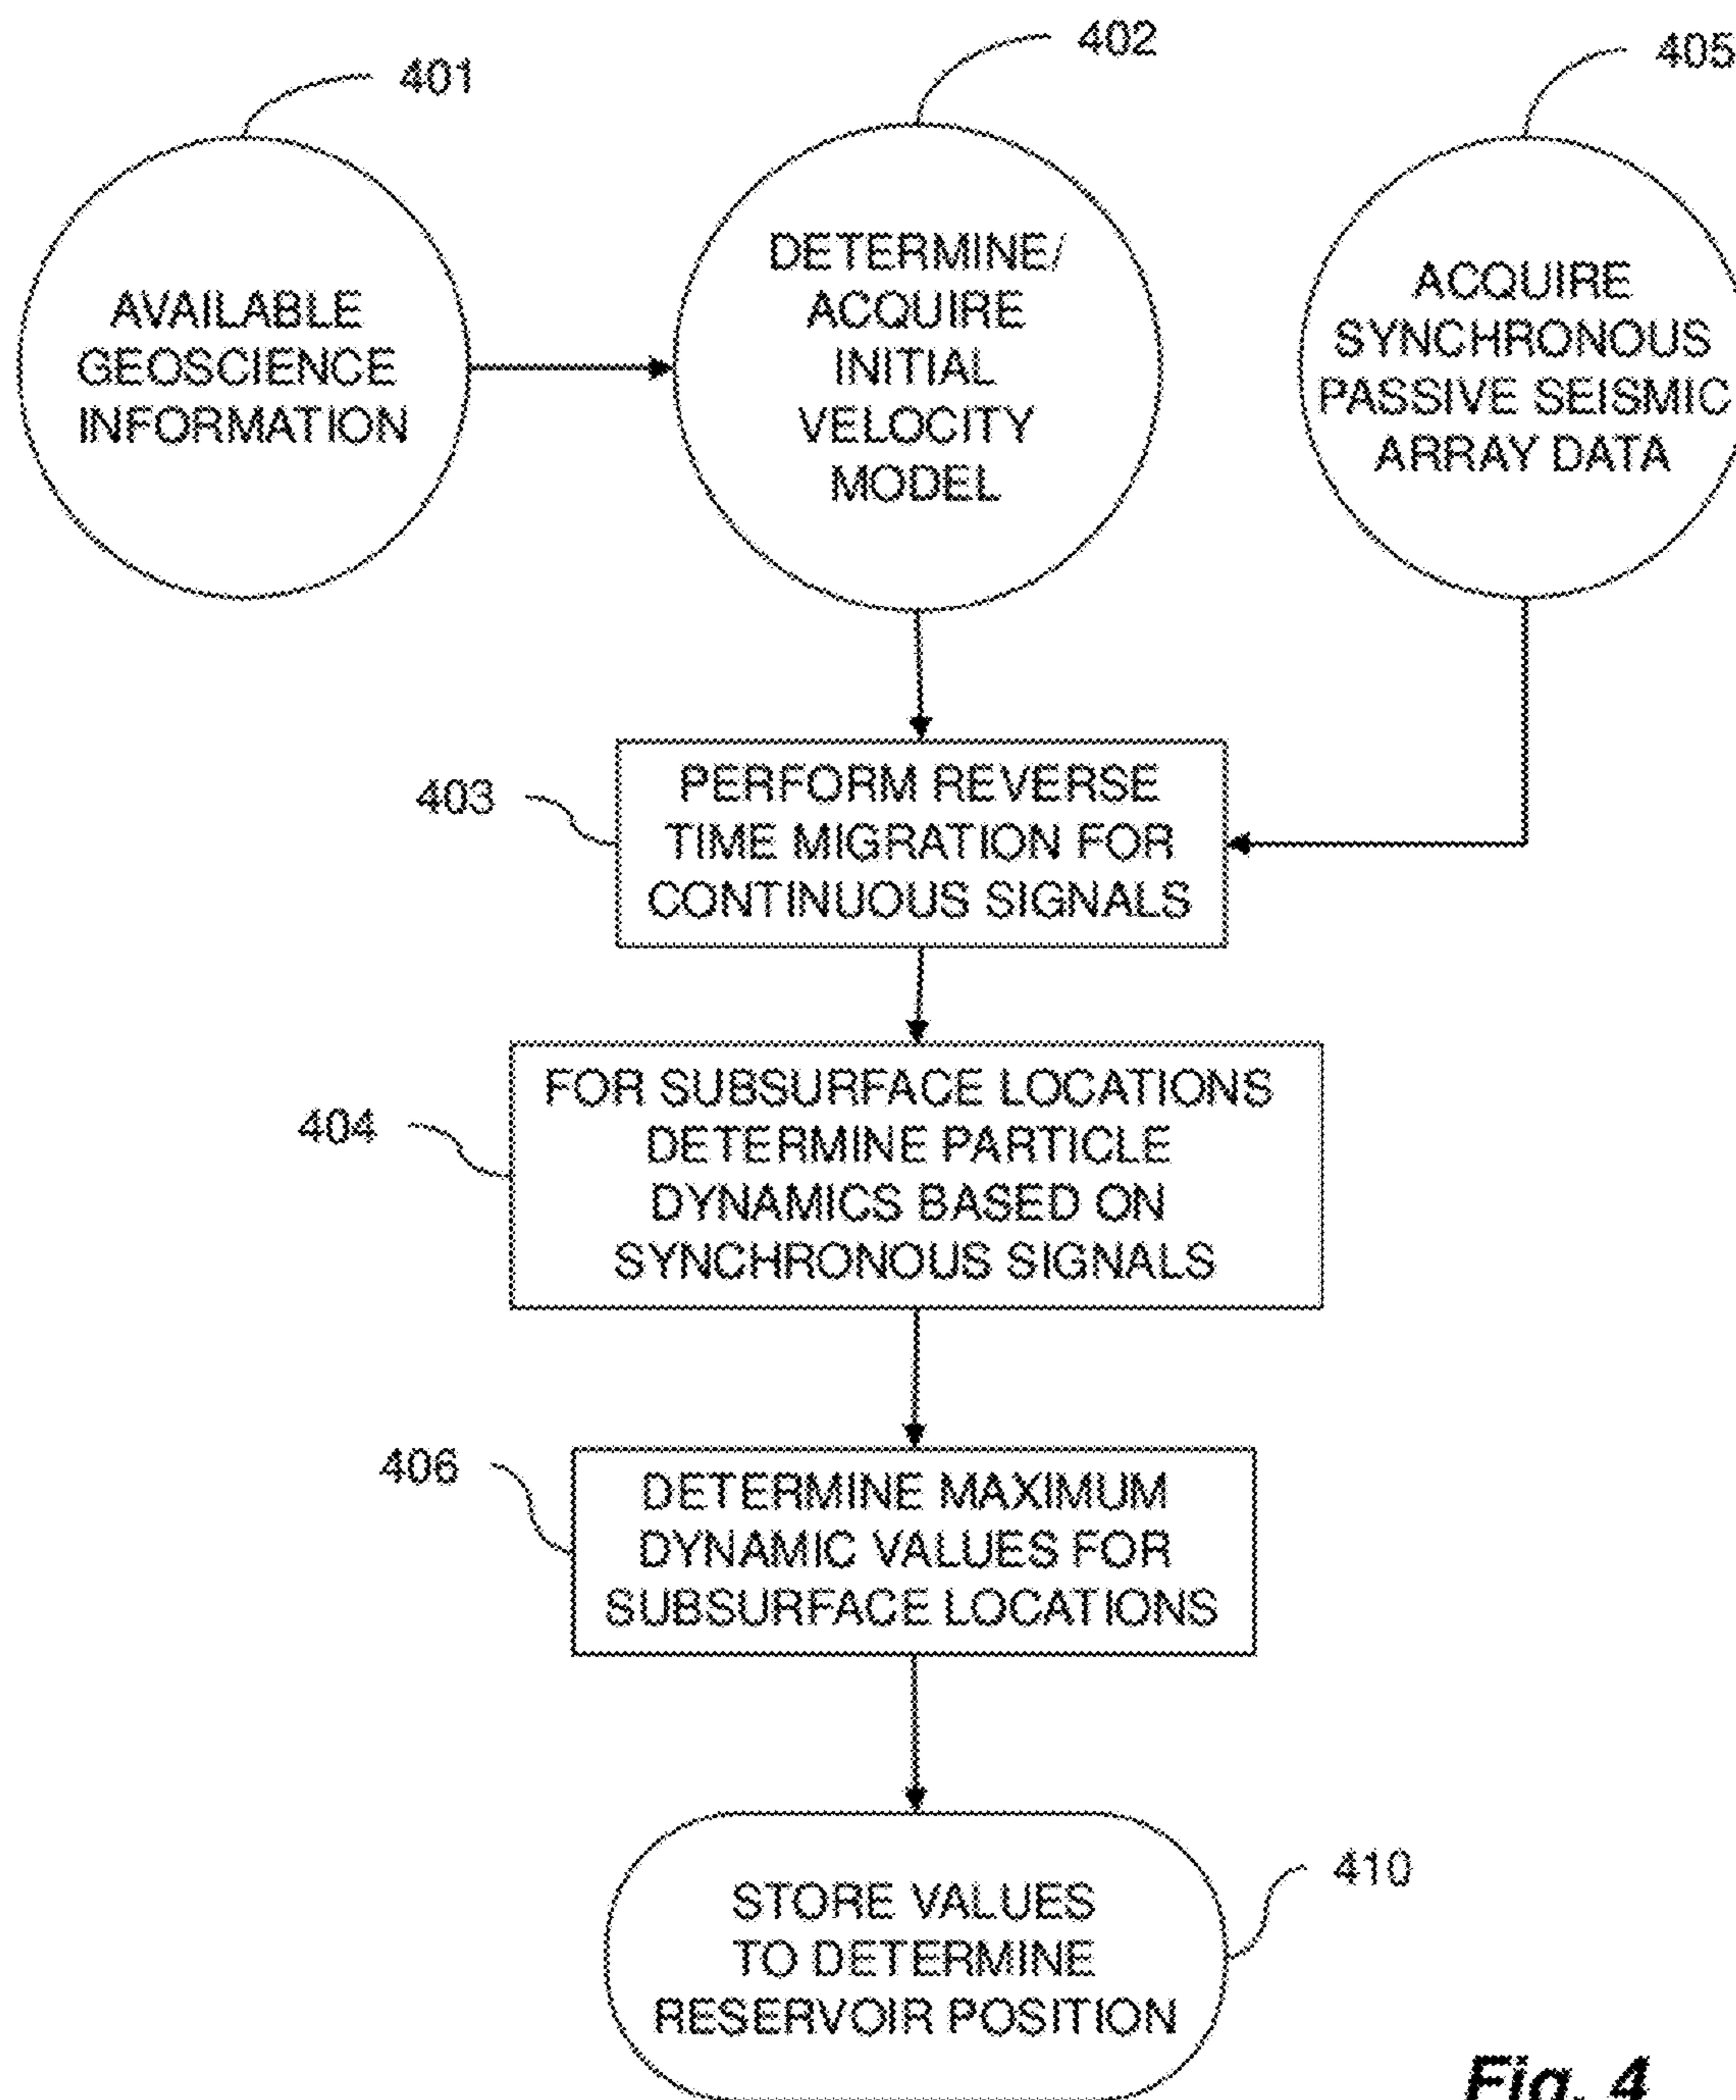 401
402
405
AVAILABLE
GEOSCIENCE
INFORMATION
DETERMINE/
ACQUIRE
INITIAL
VELOCITY
MODEL
ACQUIRE
SYNCHRONOUS
PASSIVE SEISMIC
ARRAY DATA
403
PERFORM REVERSE
TIME MIGRATION FOR
CONTINUOUS SIGNALS
404
FOR SUBSURFACE LOCATIONS
DETERMINE PARTICLE
DYNAMICS BASED ON
SYNCHRONOUS SIGNALS
406
DETERMINE MAXIMUM
DYNAMIC VALUES FOR
SUBSURFACE LOCATIONS
410
STORE VALUES
TO DETERMINE
RESERVOIR POSITION
Fig. 4